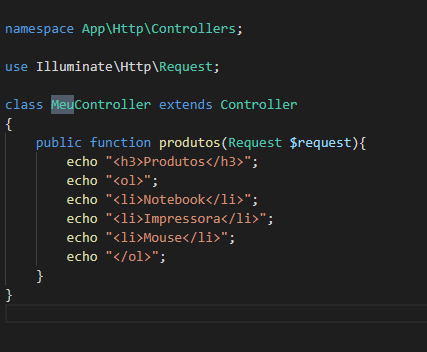 namespace App\Http\Controllers;
use Illuminate\Http\Request;
class MeuController extends Controller
{
public function produtos(Request $request){
echo "<h3>Produtos</h3>";
echo "<ol>";
echo "<li>Notebook</li>";
echo "<li>Impressora</li>";
echo "<li>Mouse</li>";
echo "</ol>";
}
}